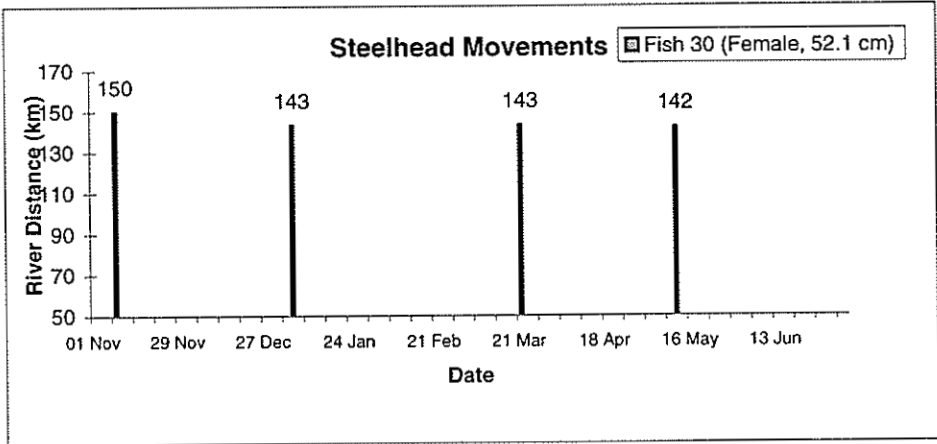 Steelhead Movements
Fish 30 (Female, 52.1 cm)
River Distance (km)
170
150
130
110
90
70
50
150
143
143
142
01 Nov 29 Nov 27 Dec 24 Jan 21 Feb 21 Mar 18 Apr 16 May 13 Jun
Date